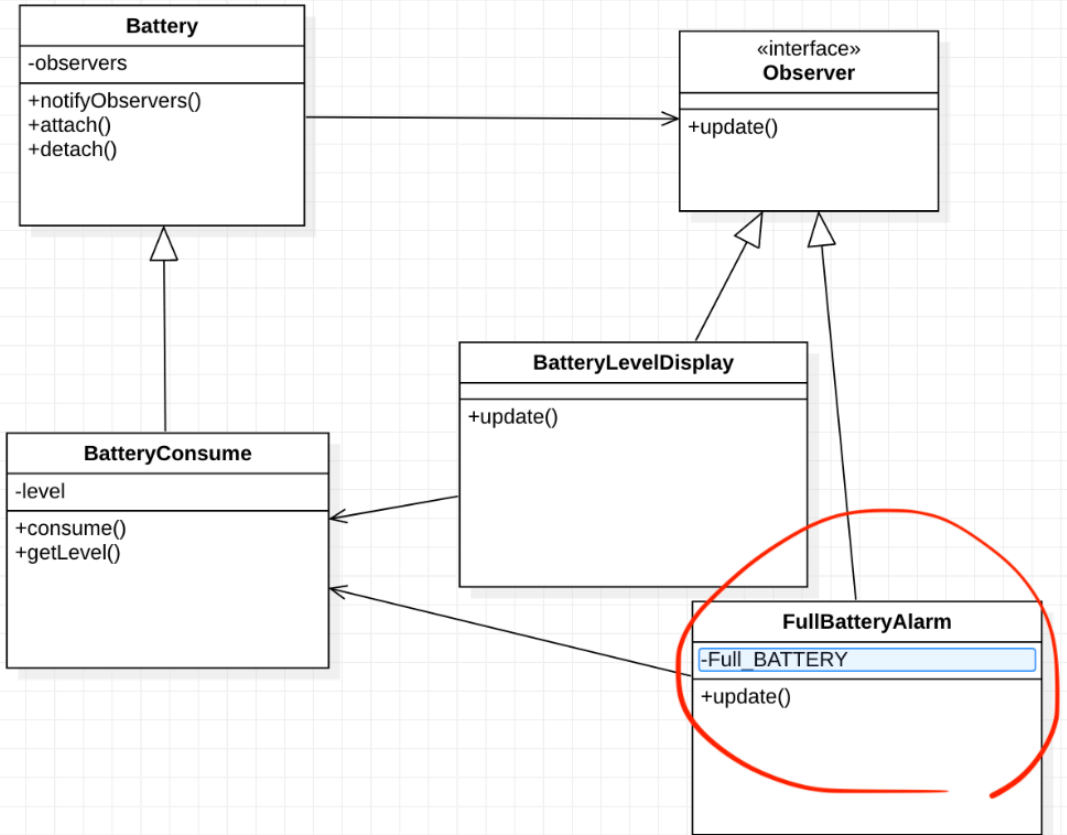 Battery
-observers
+notifyObservers()
+attach()
+detach()
«interface»
Observer
+update()
BatteryLevelDisplay
+update()
BatteryConsume
-level
+consume()
+getLevel()
FullBatteryAlarm
-Full_BATTERY
+update()